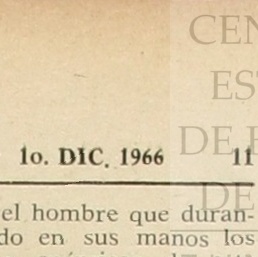 CEN
ES
DE
1o. DIC. 1966 11
DE
el hombre que duran-
do en sus manos los